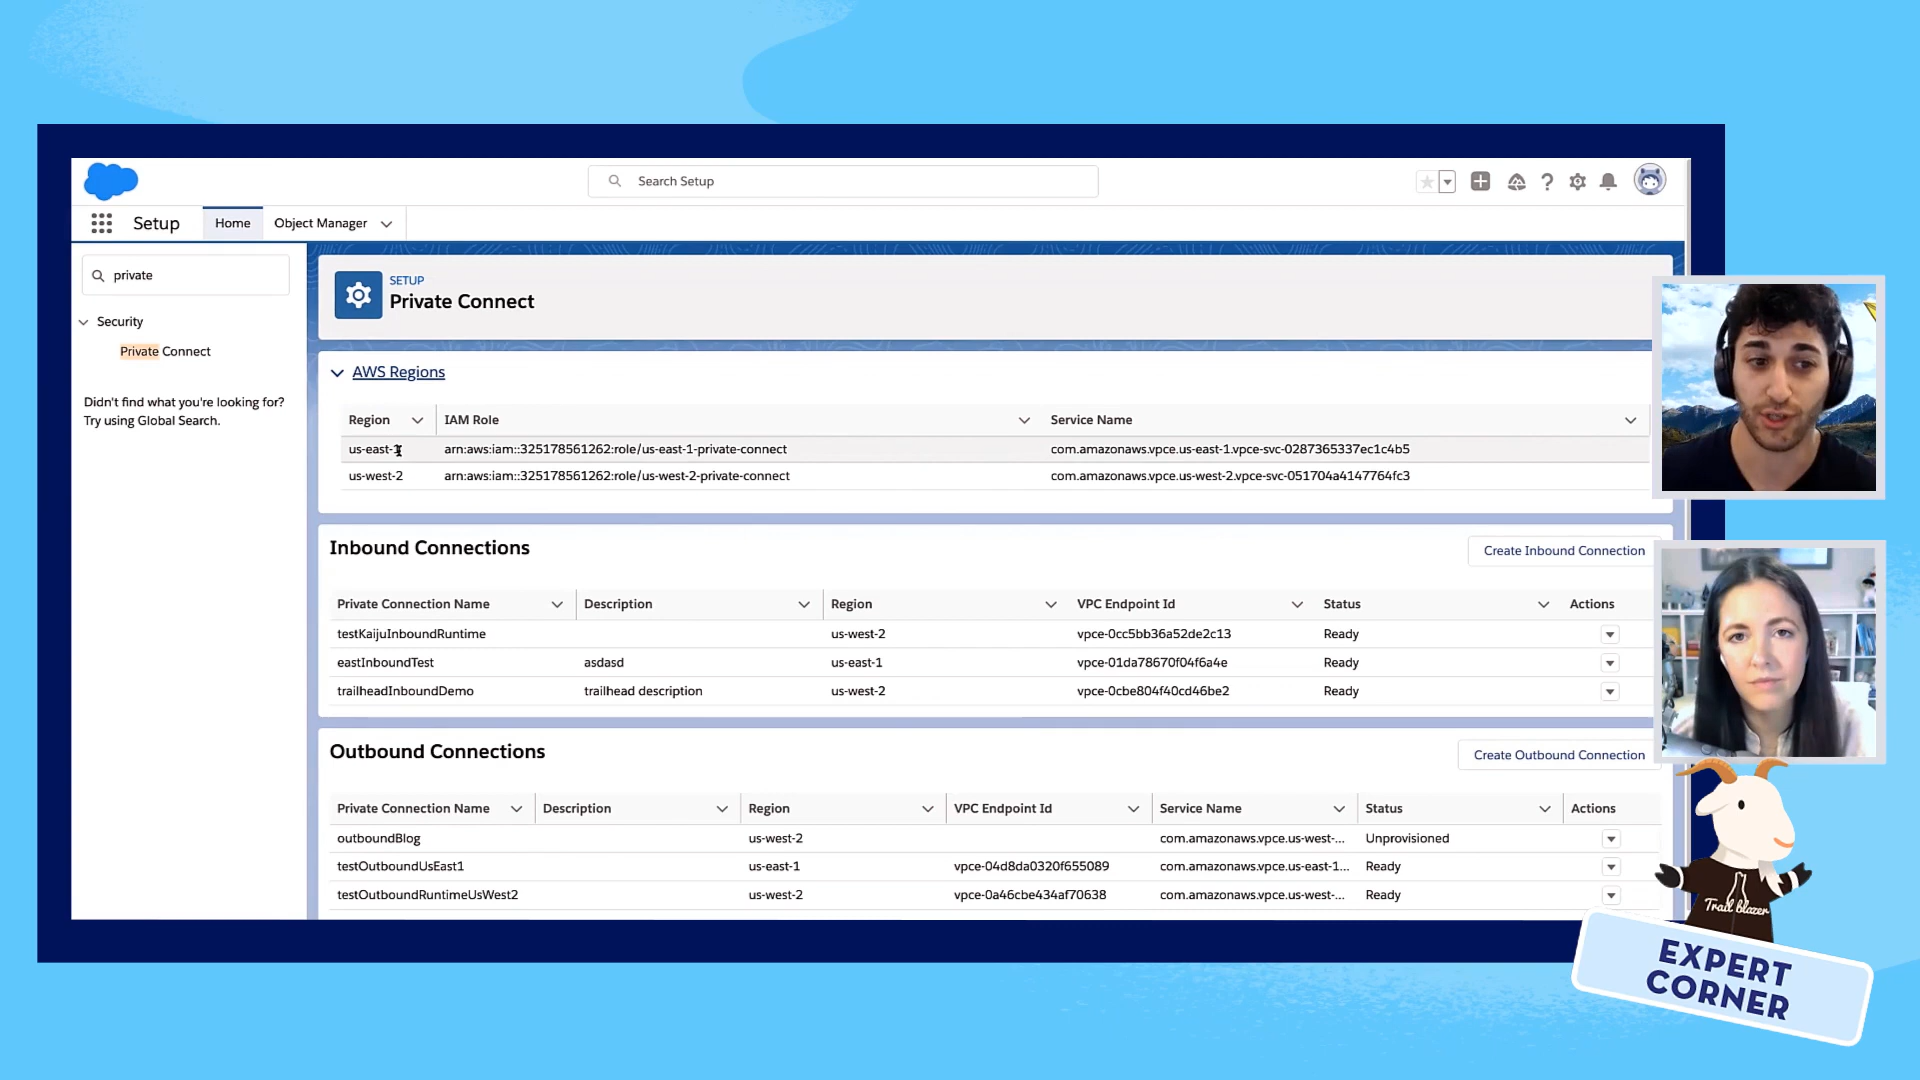 Search Setup
Setup
Home
Object Manager
private
Security
Private Connect
Didn't find what you're looking for?
Try using Global Search.
SETUP
Private Connect
AWS Regions
Region IAM Role Service Name
us-east-1 arn:aws:iam::325178561262:role/us-east-1-private-connect com.amazonaws.vpce.us-east-1.vpce-svc-0287365337ec1c4b5
us-west-2 arn:aws:iam::325178561262:role/us-west-2-private-connect com.amazonaws.vpce.us-west-2.vpce-svc-051704a4147764fc3
Inbound Connections
Create Inbound Connection
Private Connection Name Description Region VPC Endpoint Id Status Actions
testKaijuInboundRuntime us-west-2 vpce-0cc5bb36a52de2c13 Ready
eastInboundTest asdasd us-east-1 vpce-01da78670f04f6a4e Ready
trailheadInboundDemo trailhead description us-west-2 vpce-0cbe804f40cd46be2 Ready
Outbound Connections
Create Outbound Connection
Private Connection Name Description Region VPC Endpoint Id Service Name Status Actions
outboundBlog us-west-2 com.amazonaws.vpce.us-west-... Unprovisioned
testOutboundUsEast1 us-east-1 vpce-04d8da0320f655089 com.amazonaws.vpce.us-east-1... Ready
testOutboundRuntimeUsWest2 us-west-2 vpce-0a46cbe434af70638 com.amazonaws.vpce.us-west-... Ready
Trail blazer
EXPERT
CORNER